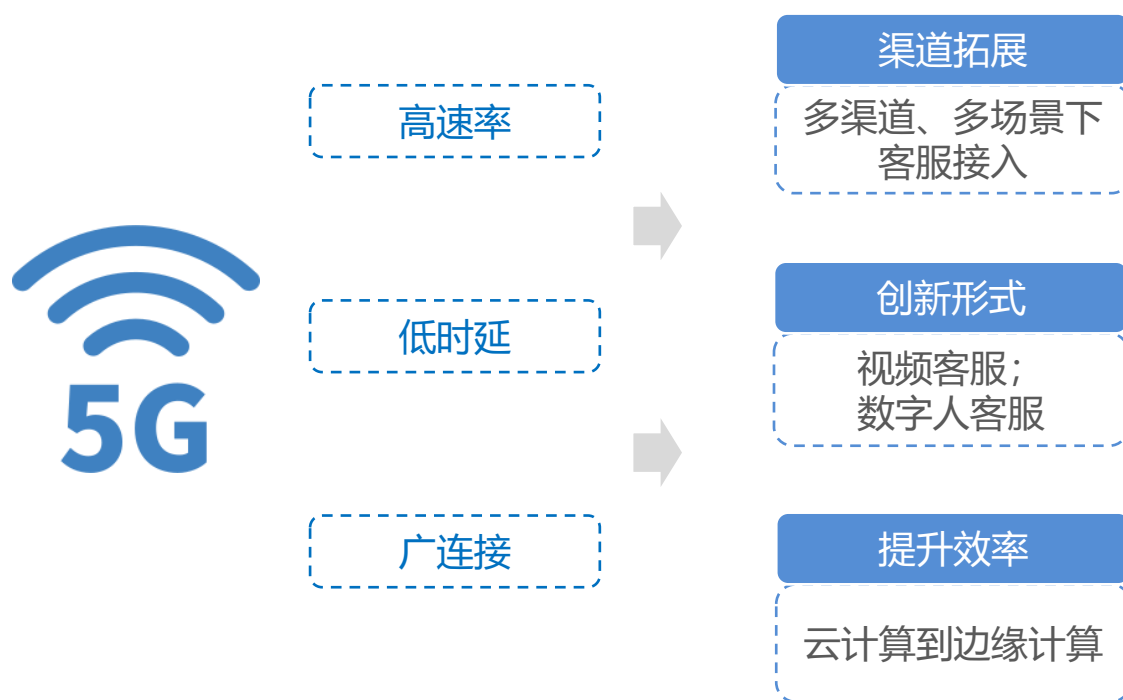 5G
高速率
低时延
广连接
渠道拓展
多渠道、多场景下
客服接入
创新形式
视频客服；
数字人客服
提升效率
云计算到边缘计算